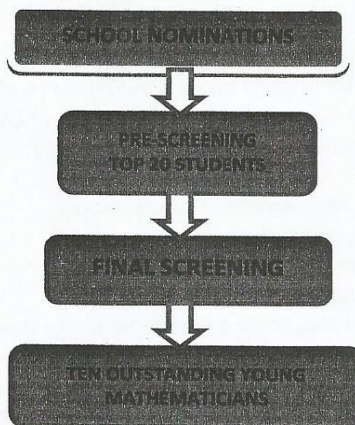 SCHOOL NOMINATIONS
PRE-SCREENING
TOP 20 STUDENTS
FINAL SCREENING
TEN OUTSTANDING YOUNG
MATHEMATICIANS